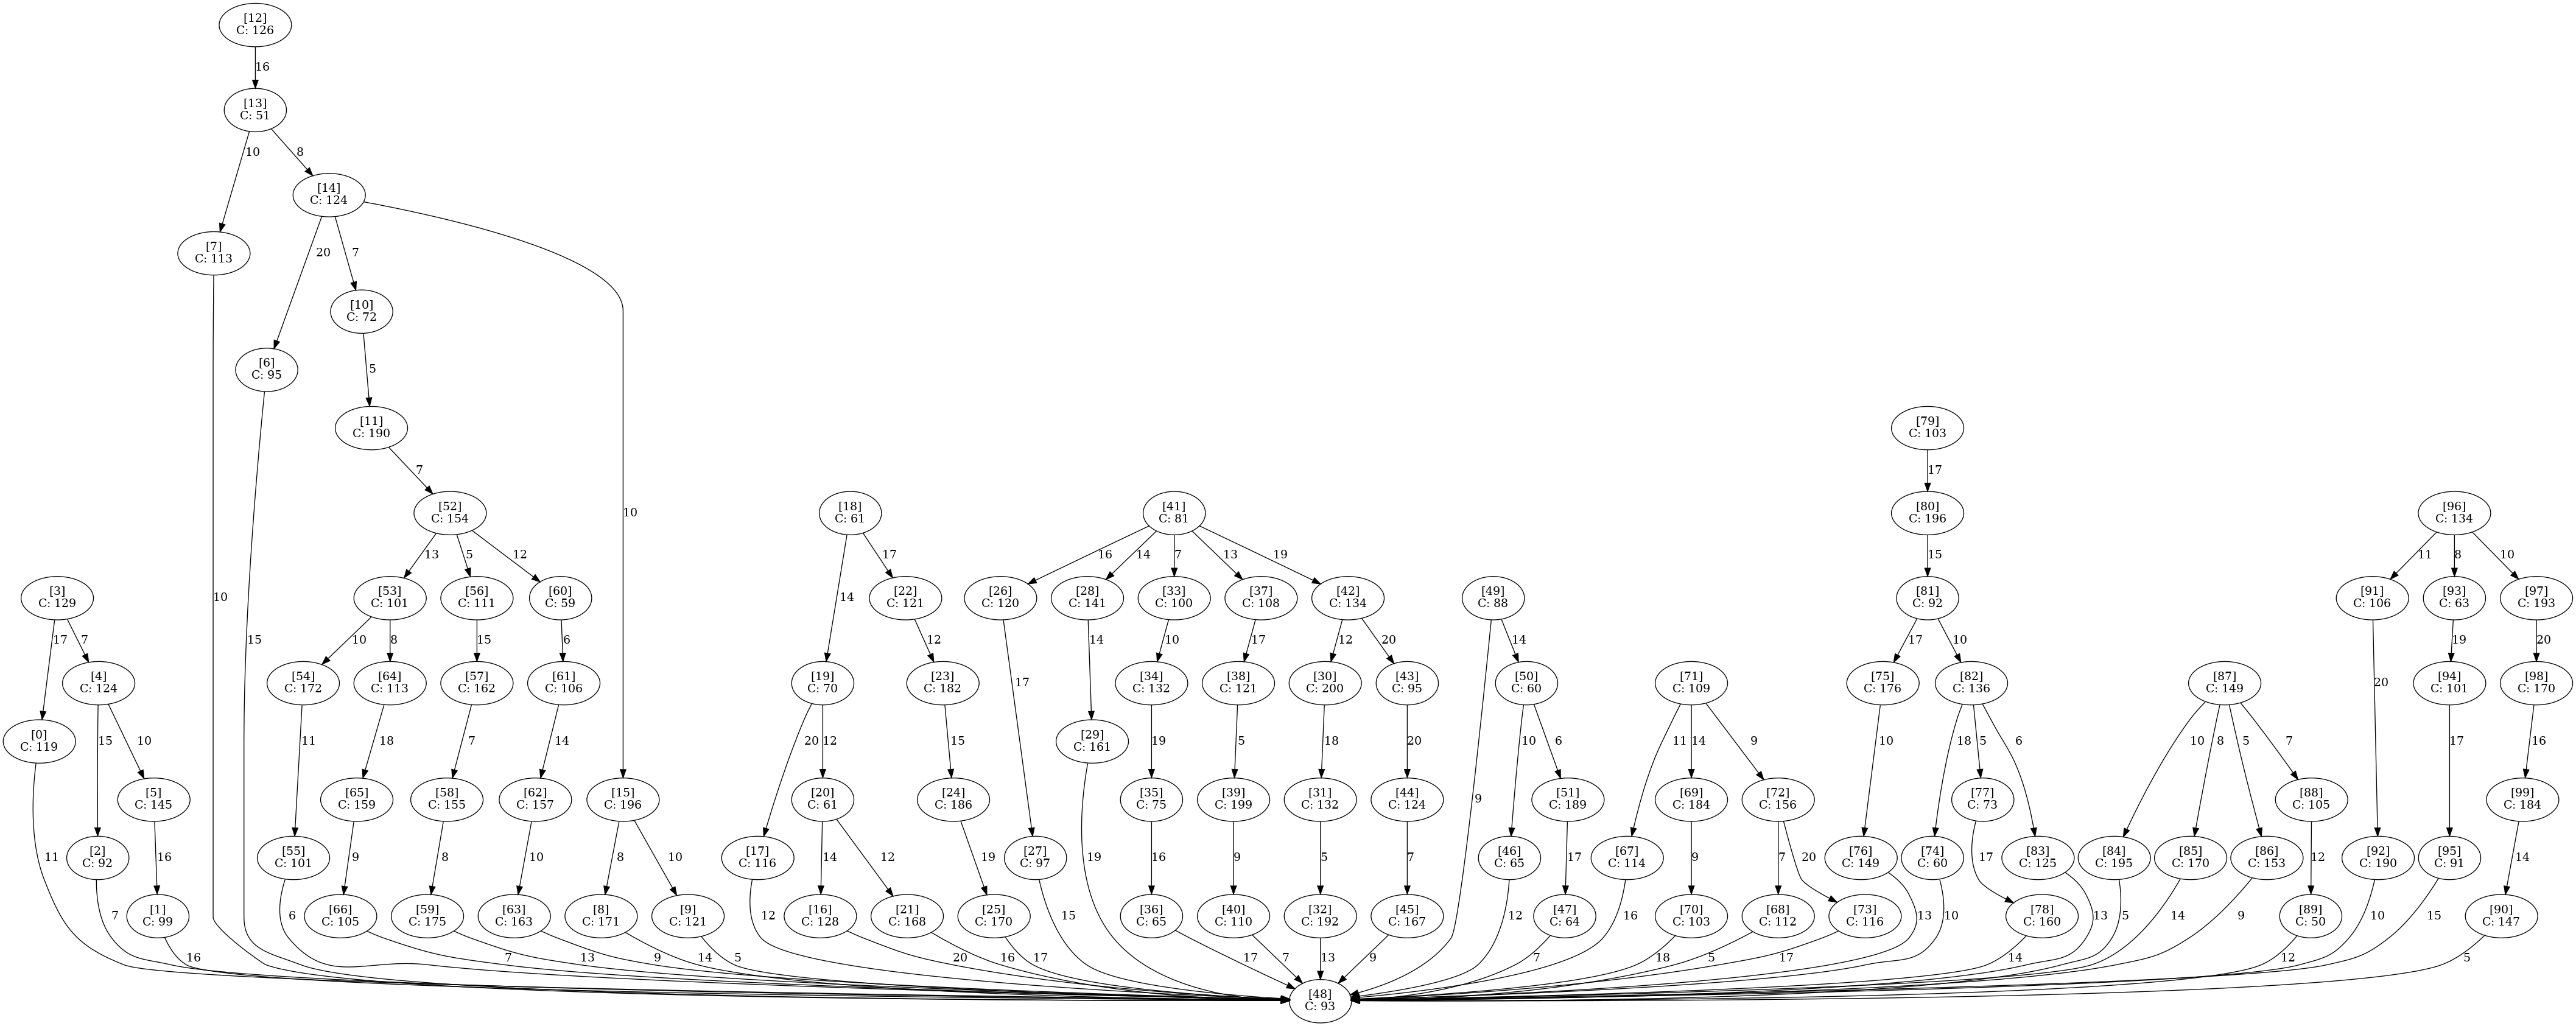 [12]
C: 126
16
[13]
C: 51
10
8
[14]
C: 124
[7]
C: 113
20
7
[10]
C: 72
[6]
C: 95
5
[11]
C: 190
[79]
C: 103
7
17
[52]
C: 154
10
[18]
C: 61
[41]
C: 81
[80]
C: 196
[96]
C: 134
13
5
12
17
16
14
7
13
19
15
11
8
10
[3]
C: 129
[53]
C: 101
[56]
C: 111
[60]
C: 59
14
[22]
C: 121
[26]
C: 120
[28]
C: 141
[33]
C: 100
[37]
C: 108
[42]
C: 134
[49]
C: 88
[81]
C: 92
[91]
C: 106
[93]
C: 63
[97]
C: 193
17
7
10
15
10
8
15
6
12
14
10
17
12
20
14
17
10
19
20
[4]
C: 124
[54]
C: 172
[64]
C: 113
[57]
C: 162
[61]
C: 106
[19]
C: 70
[23]
C: 182
17
[34]
C: 132
[38]
C: 121
[30]
C: 200
[43]
C: 95
[50]
C: 60
[71]
C: 109
[75]
C: 176
[82]
C: 136
[87]
C: 149
20
[94]
C: 101
[98]
C: 170
[0]
C: 119
15
10
11
18
7
14
20
12
15
[29]
C: 161
19
5
18
20
10
6
11
14
9
10
18
5
6
10
8
5
7
17
16
[5]
C: 145
[65]
C: 159
[58]
C: 155
[62]
C: 157
[15]
C: 196
[20]
C: 61
[24]
C: 186
[35]
C: 75
[39]
C: 199
[31]
C: 132
[44]
C: 124
9
[51]
C: 189
[69]
C: 184
[72]
C: 156
[77]
C: 73
[88]
C: 105
[99]
C: 184
11
[2]
C: 92
16
[55]
C: 101
9
8
10
8
10
[17]
C: 116
14
12
19
[27]
C: 97
19
16
9
5
7
[46]
C: 65
17
[67]
C: 114
9
7
20
[76]
C: 149
[74]
C: 60
17
[83]
C: 125
[84]
C: 195
[85]
C: 170
[86]
C: 153
12
[92]
C: 190
[95]
C: 91
14
7
[1]
C: 99
6
[66]
C: 105
[59]
C: 175
[63]
C: 163
[8]
C: 171
[9]
C: 121
12
[16]
C: 128
[21]
C: 168
[25]
C: 170
15
[36]
C: 65
[40]
C: 110
[32]
C: 192
[45]
C: 167
12
[47]
C: 64
16
[70]
C: 103
[68]
C: 112
[73]
C: 116
13
10
[78]
C: 160
13
5
14
9
[89]
C: 50
10
15
[90]
C: 147
16
7
13
9
14
5
20
16
17
17
7
13
9
7
18
5
17
14
12
5
[48]
C: 93